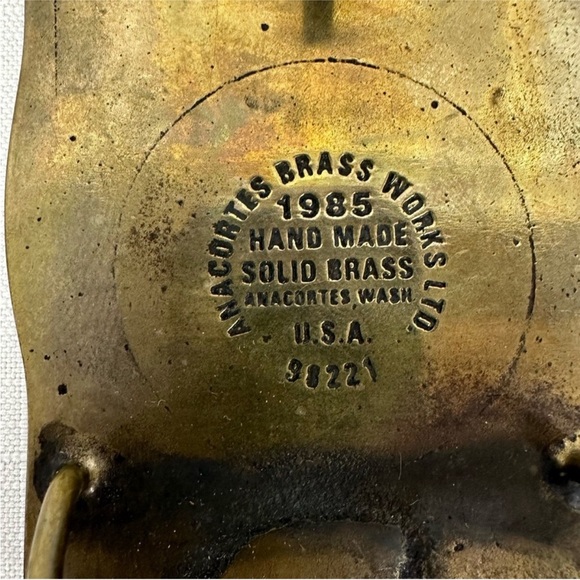 ANACORTES BRASS WORKS LTD.
1985
HAND MADE
SOLID BRASS
ANACORTES, WASH.
U.S.A.
98221